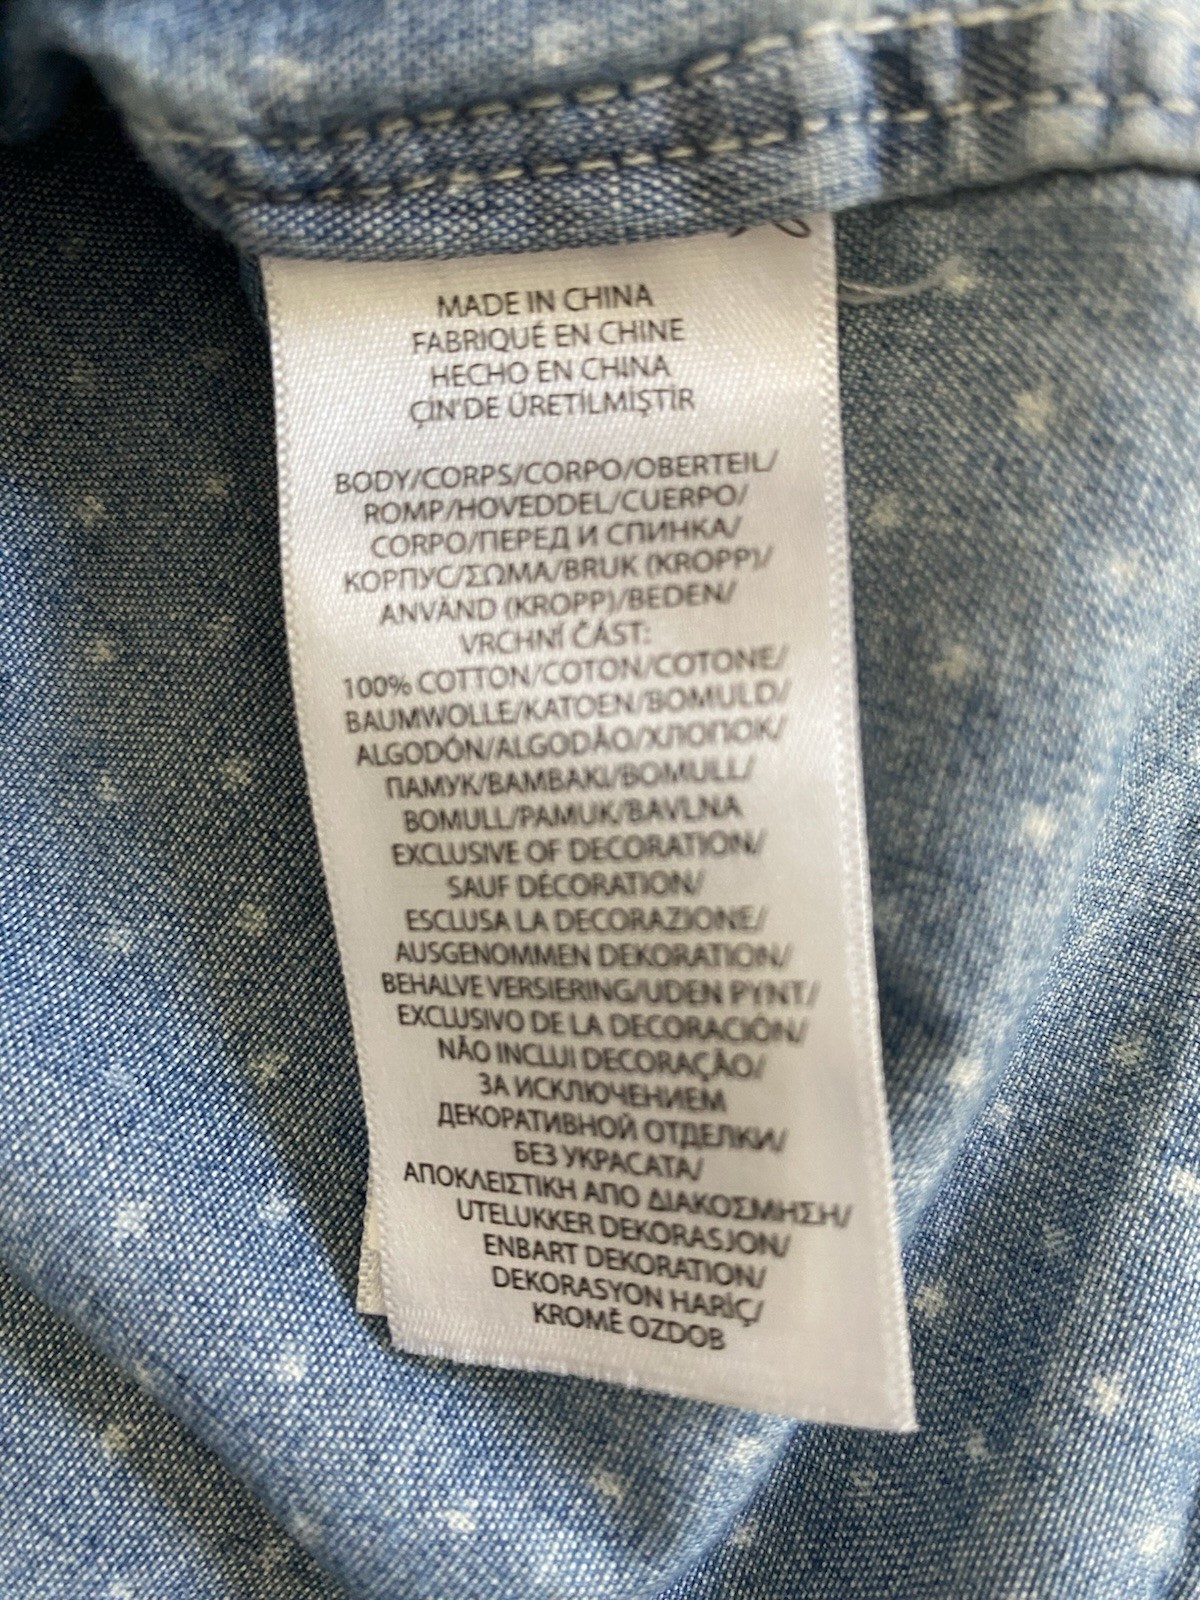 MADE IN CHINA
FABRIQUÉ EN CHINE
HECHO EN CHINA
ÇIN'DE ÜRETİLMİŞTİR
BODY/CORPS/CORPO/OBERTEIL/
ROMP/HOVEDDEL/CUERPO/
CORPO/ПЕРЕД И СПИНКА/
КОРПУС/ΣΩΜΑ/BRUK (KROPP)/
ANVÄND (KROPP)/BEDEN/
VRCHNÍ ČÁST:
100% COTTON/COTON/COTONE/
BAUMWOLLE/KATOEN/BOMULD/
ALGODÓN/ALGODÃO/ХЛОПОК/
ПАМУК/BAMBAKI/BOMULL/
BOMULL/PAMUK/BAVLNA
EXCLUSIVE OF DECORATION/
SAUF DÉCORATION/
ESCLUSA LA DECORAZIONE/
AUSGENOMMEN DEKORATION/
BEHALVE VERSIERING/UDEN PYNT/
EXCLUSIVO DE LA DECORACIÓN/
NÃO INCLUI DECORAÇÃO/
ЗА ИСКЛЮЧЕНИЕМ
ДЕКОРАТИВНОЙ ОТДЕЛКИ/
БЕЗ УКРАСАТА/
ΑΠΟΚΛΕΙΣΤΙΚΗ ΑΠΟ ΔΙΑΚΟΣΜΗΣΗ/
UTELUKKER DEKORASJON/
ENBART DEKORATION/
DEKORASYON HARİÇ/
KROMĚ OZDOB